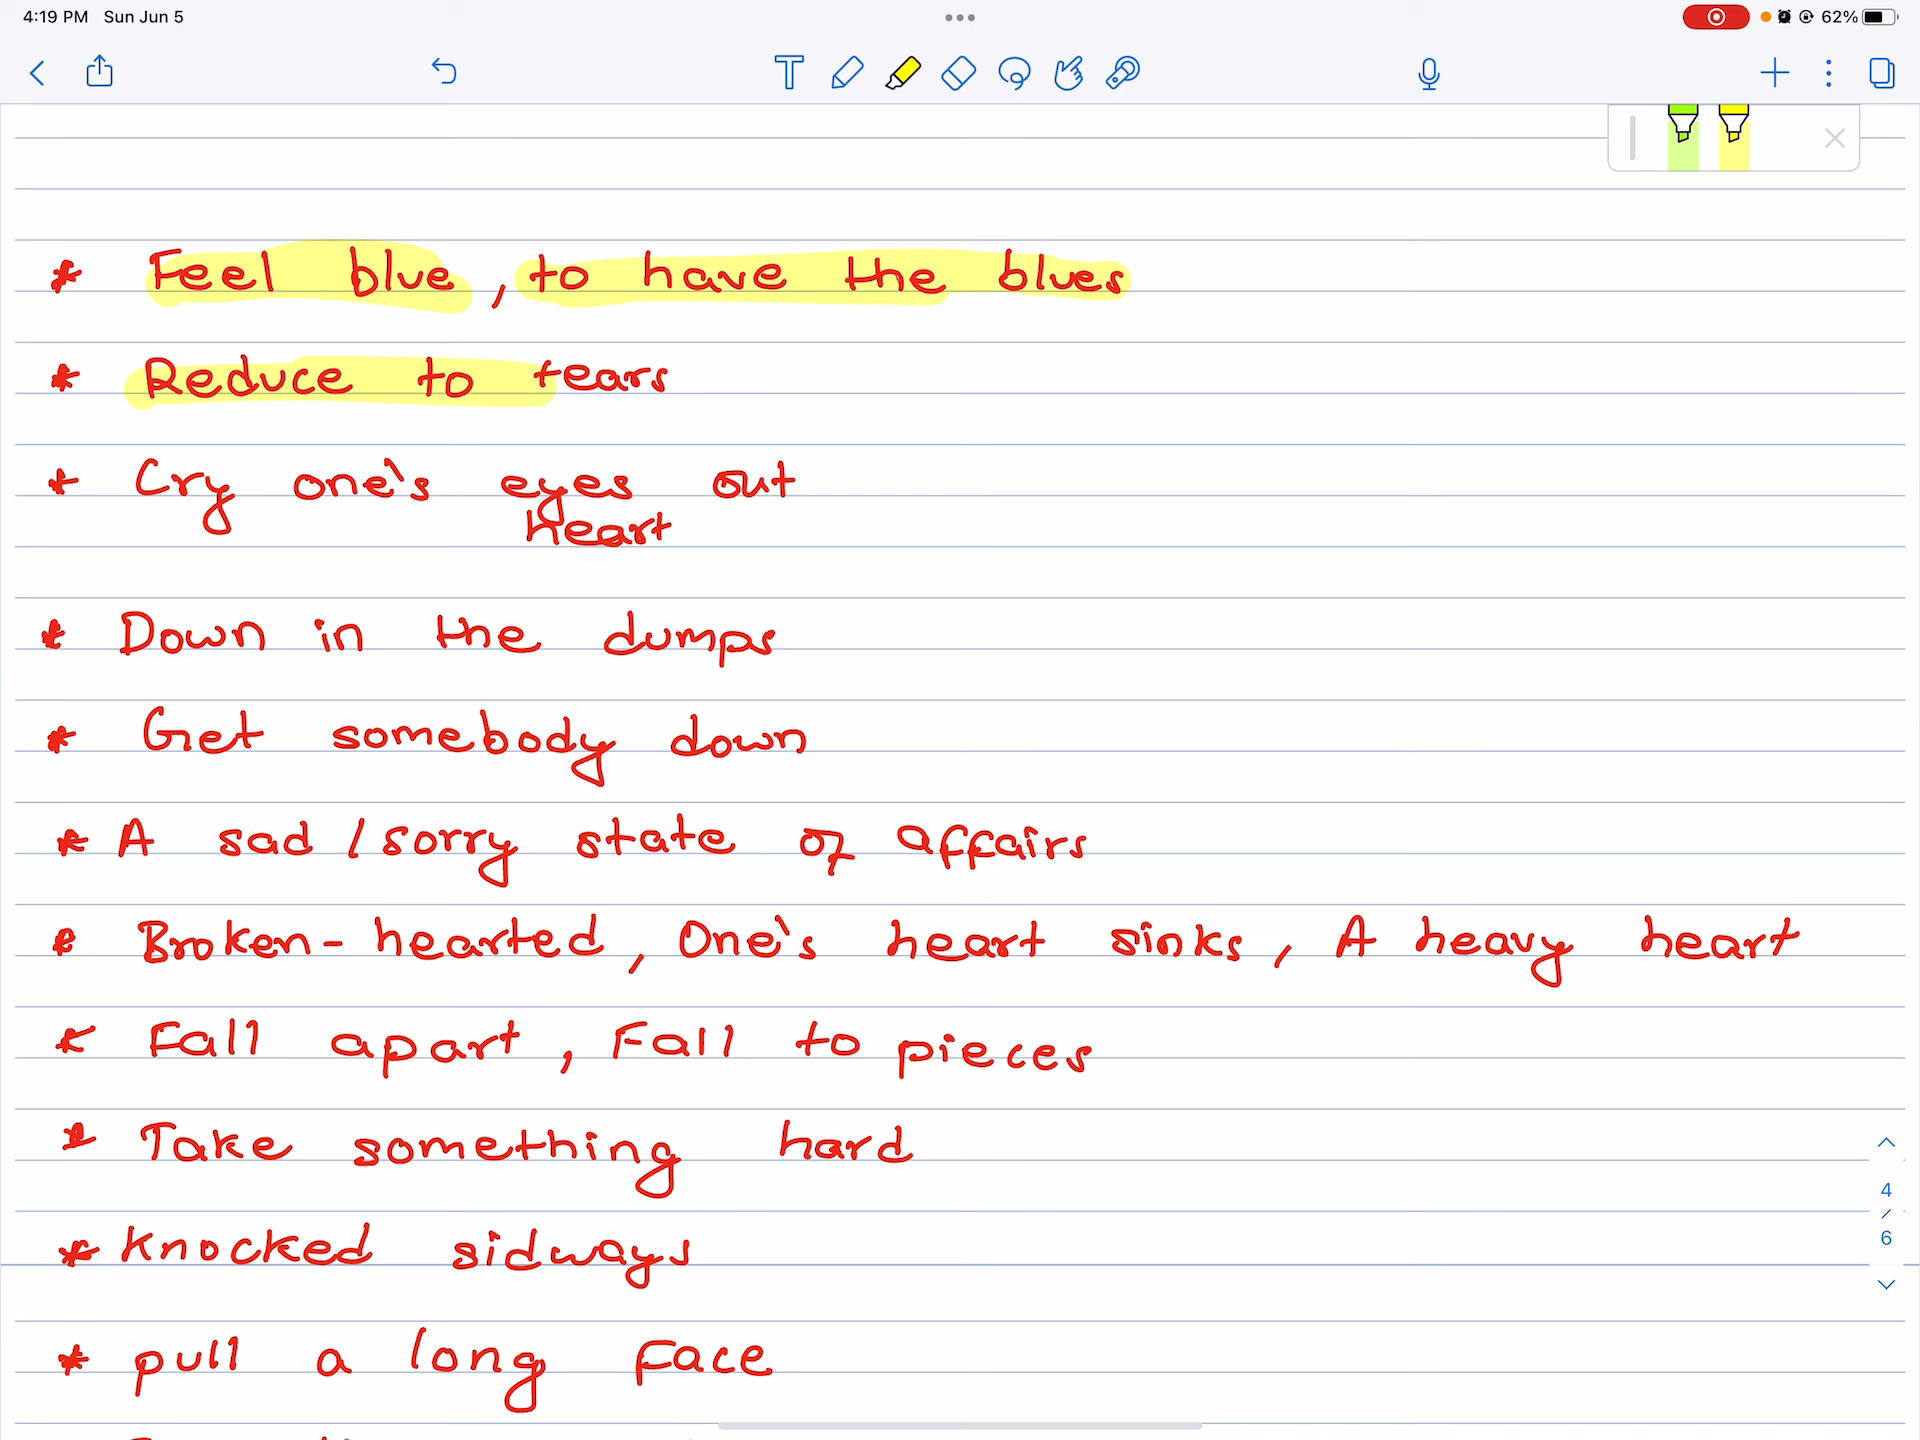 4:19 PM Sun Jun 5
62%
* Feel blue, to have the blues
* Reduce to tears
* Cry one's eyes out
heart
* Down in the dumps
* Get somebody down
* A sad / sorry state of affairs
* Broken-hearted, One's heart sinks, A heavy heart
* Fall apart, Fall to pieces
* Take something hard
* Knocked sidways
* pull a long face
4
/
6